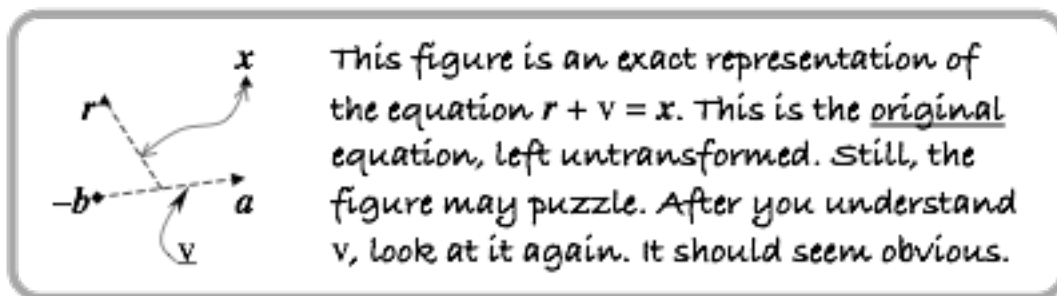 x
r
-b
a
v
This figure is an exact representation of
the equation r + v = x. This is the original
equation, left untransformed. Still, the
figure may puzzle. After you understand
v, look at it again. It should seem obvious.